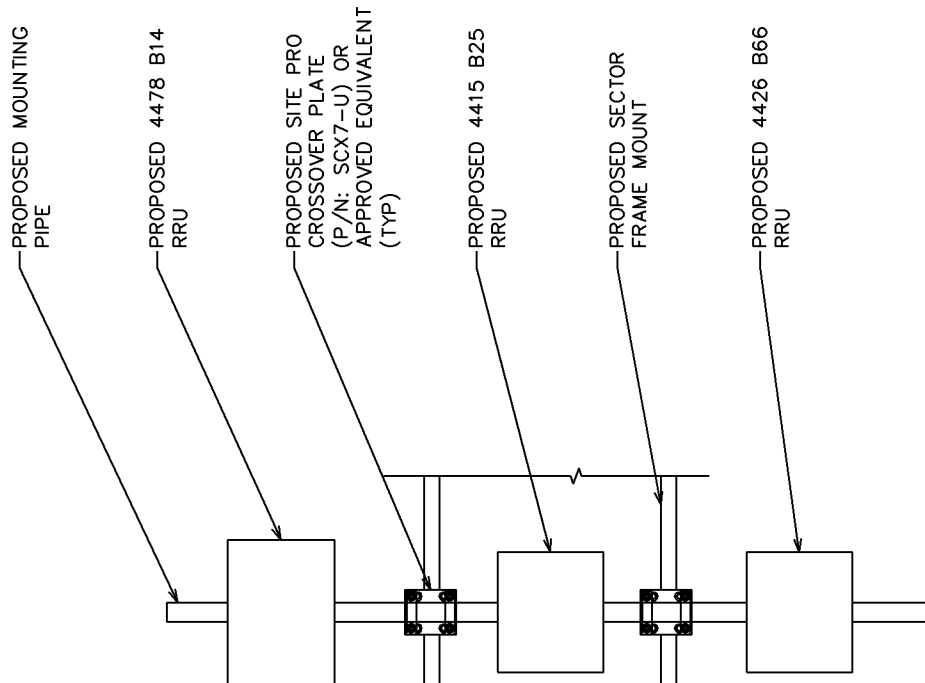 PROPOSED MOUNTING
PIPE
PROPOSED 4478 B14
RRU
PROPOSED SITE PRO
CROSSOVER PLATE
(P/N: SCX7-U) OR
APPROVED EQUIVALENT
(TYP)
PROPOSED 4415 B25
RRU
PROPOSED SECTOR
FRAME MOUNT
PROPOSED 4426 B66
RRU